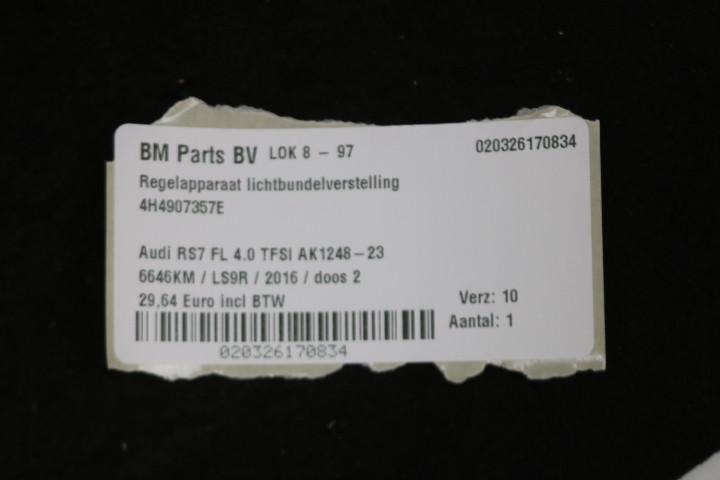 BM Parts BV LOK 8 - 97 020326170834
Regelapparaat lichtbundelverstelling
4H4907357E
Audi RS7 FL 4.0 TFSI AK1248-23
6646KM / LS9R / 2016 / doos 2
29,64 Euro incl BTW Verz: 10
Aantal: 1
020326170834